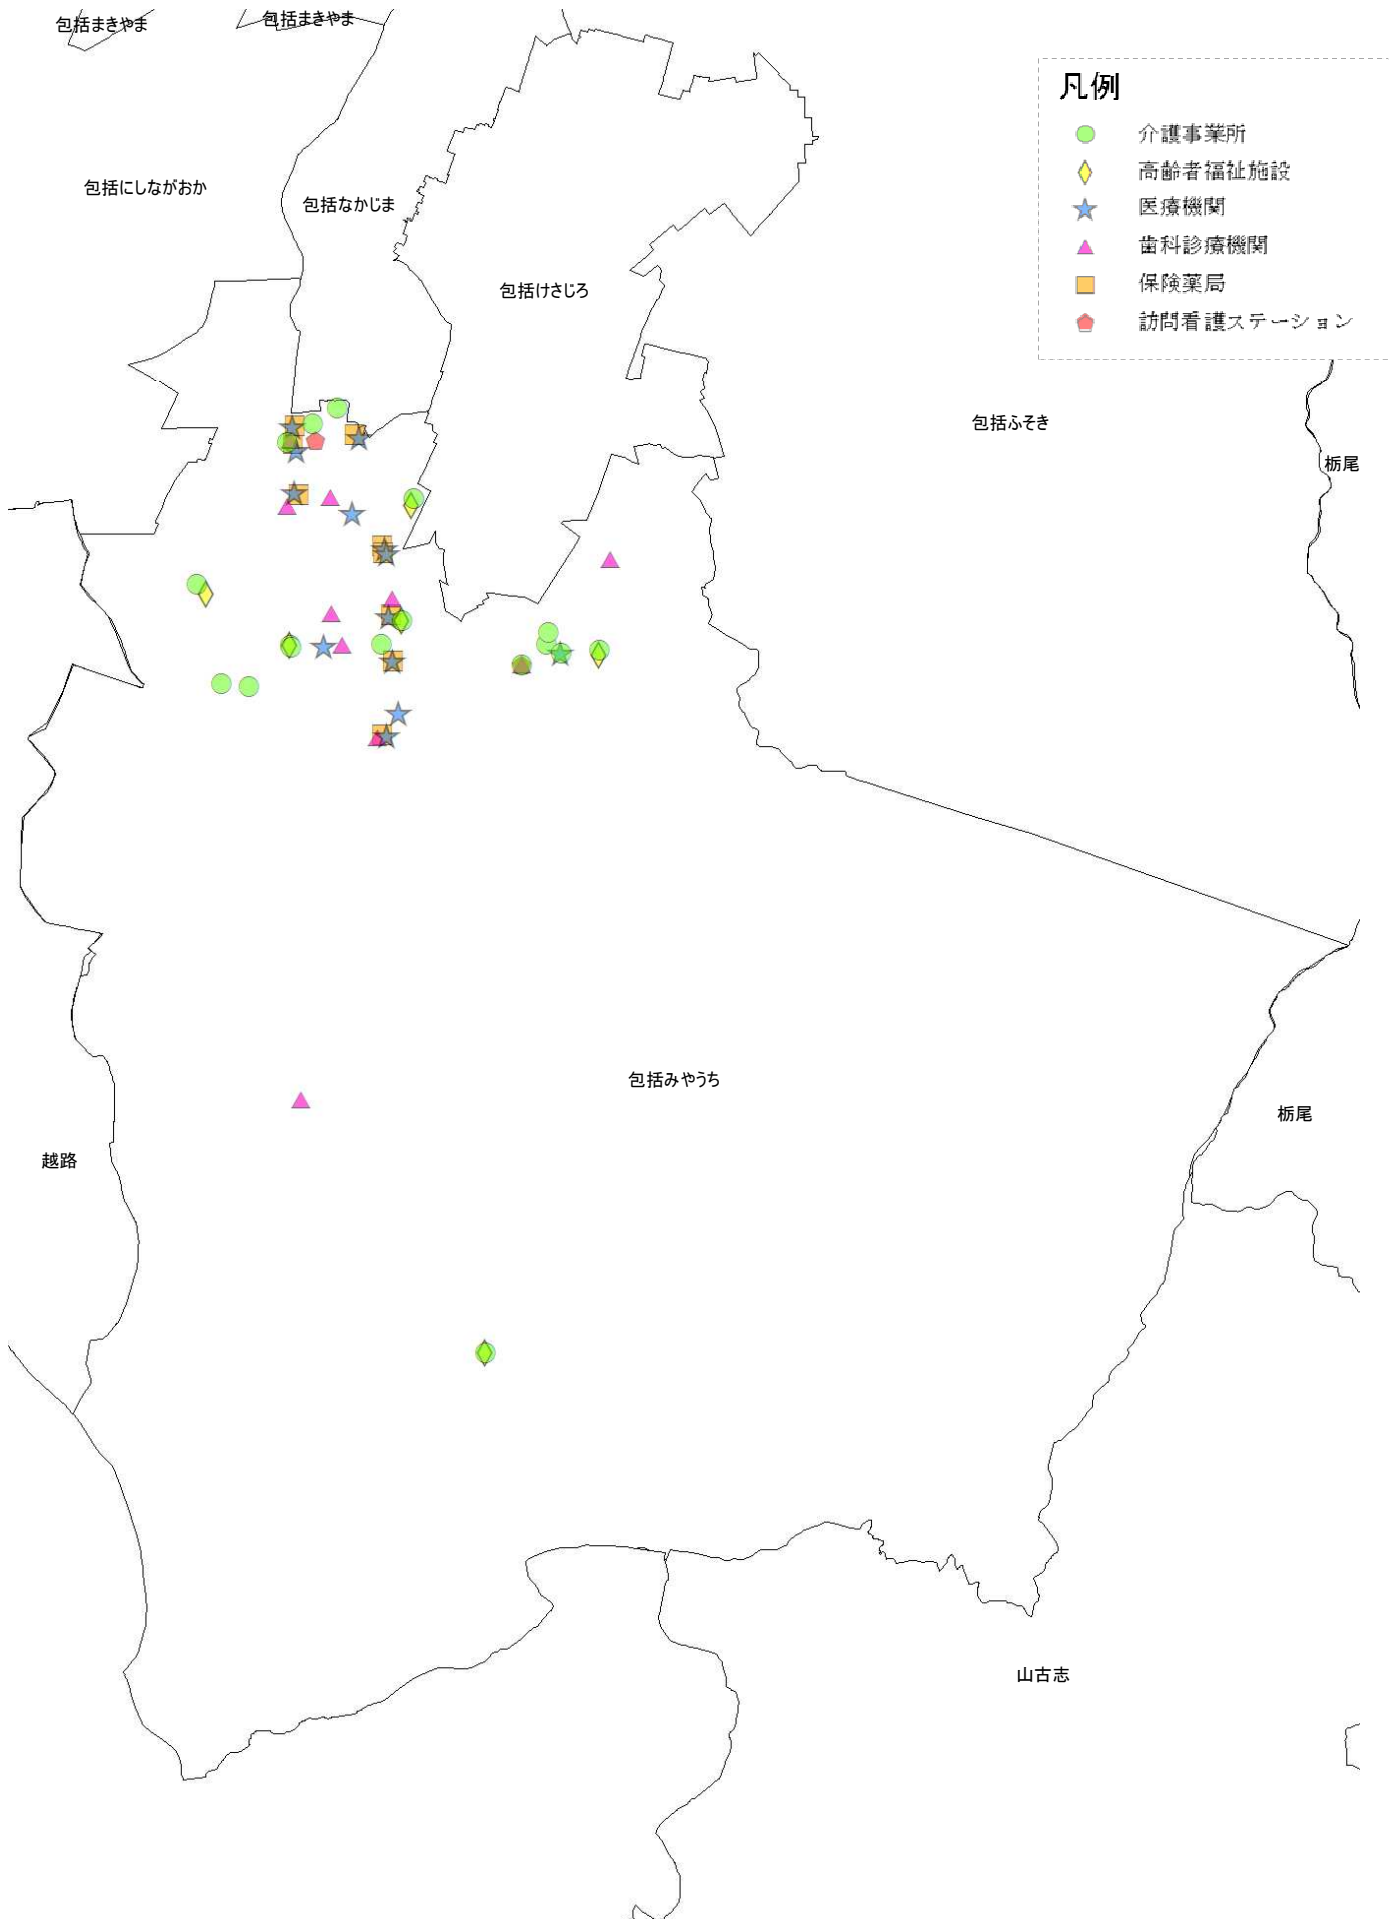 包括まきやま
包括まきやま
凡例
介護事業所
高齢者福祉施設
医療機関
歯科診療機関
保険薬局
訪問看護ステーション
包括にしながおか
包括なかじま
包括けさじろ
包括ふそき
栃尾
包括みやうち
栃尾
越路
山古志